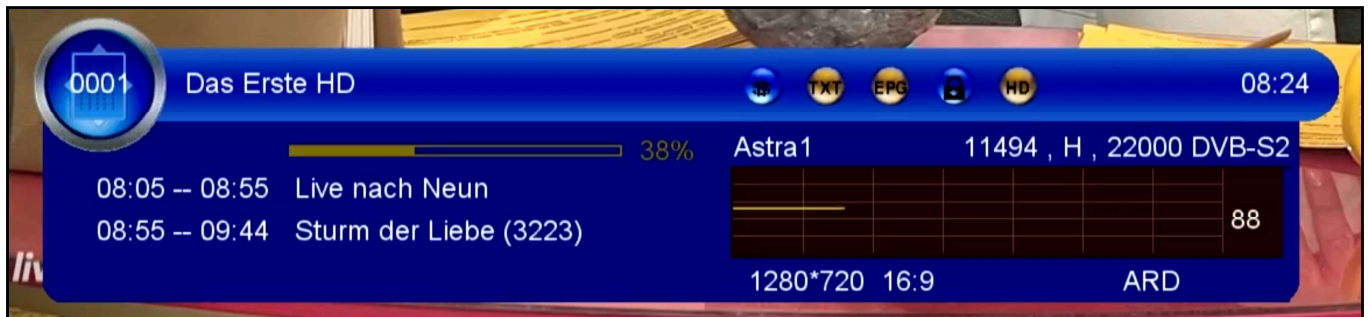 0001 Das Erste HD TXT EPG HD 08:24
38% Astra1 11494 , H , 22000 DVB-S2
08:05 -- 08:55 Live nach Neun
08:55 -- 09:44 Sturm der Liebe (3223)
88
1280*720 16:9 ARD
liv